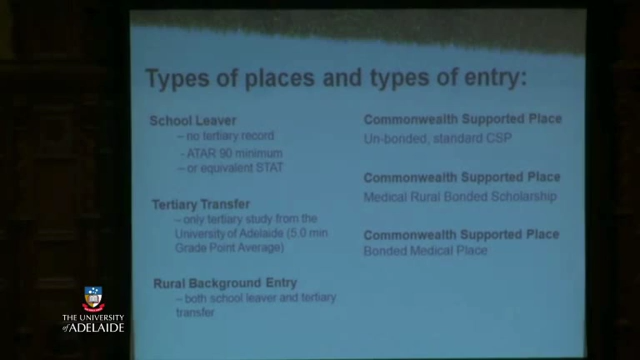 Types of places and types of entry:
School Leaver
– no tertiary record
- ATAR 90 minimum
– or equivalent STAT
Tertiary Transfer
– only tertiary study from the
University of Adelaide (5.0 min
Grade Point Average)
Rural Background Entry
– both school leaver and tertiary
transfer
Commonwealth Supported Place
Un-bonded, standard CSP
Commonwealth Supported Place
Medical Rural Bonded Scholarship
Commonwealth Supported Place
Bonded Medical Place
THE UNIVERSITY
of ADELAIDE